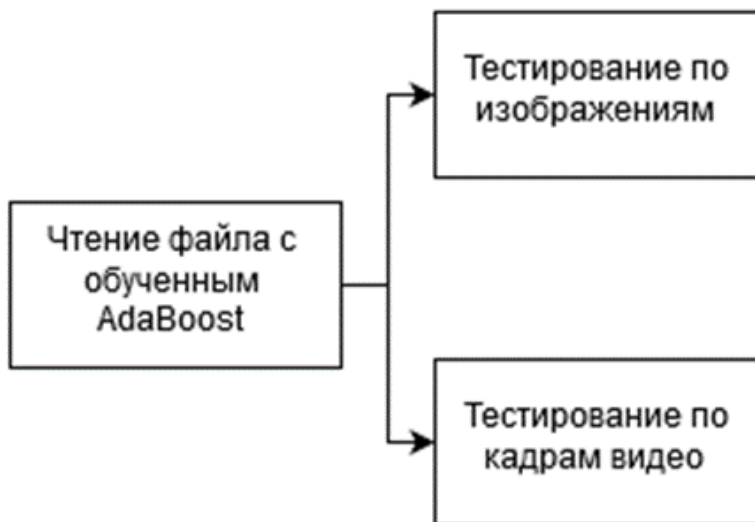 Тестирование по
изображениям
Чтение файла с
обученным
AdaBoost
Тестирование по
кадрам видео